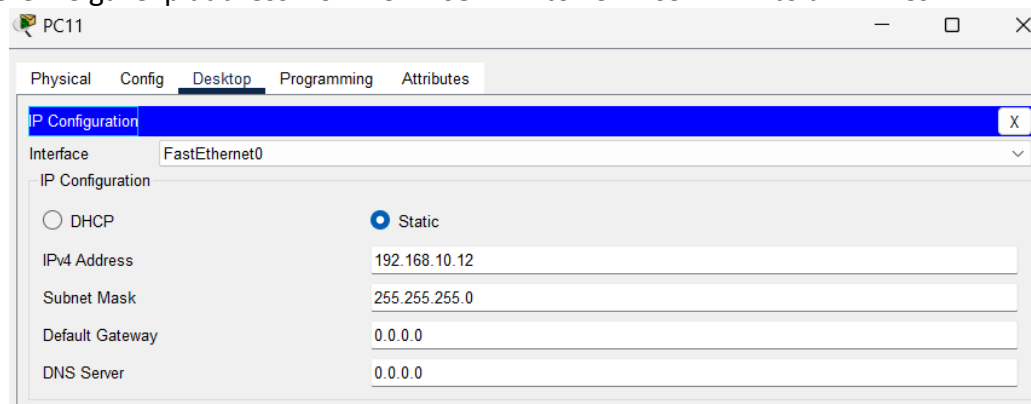 PC11
Physical Config Desktop Programming Attributes
IP Configuration X
Interface FastEthernet0
IP Configuration
DHCP Static
IPv4 Address 192.168.10.12
Subnet Mask 255.255.255.0
Default Gateway 0.0.0.0
DNS Server 0.0.0.0